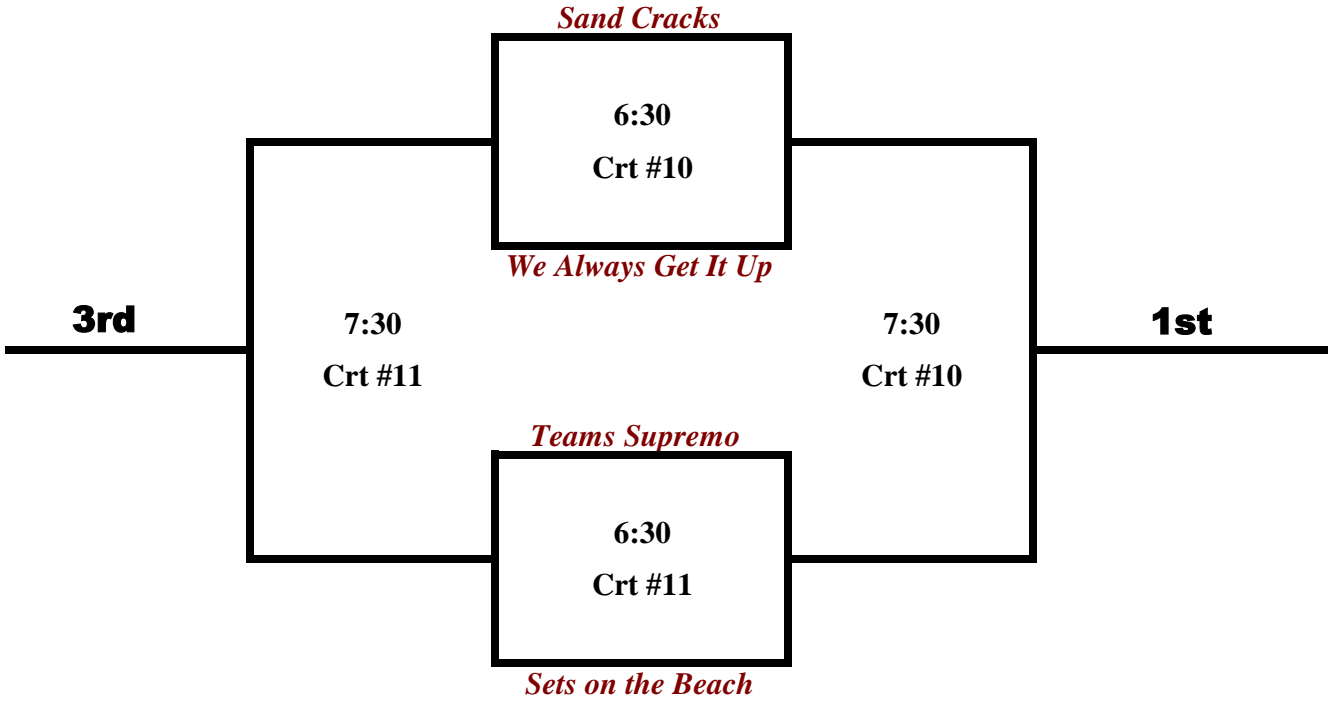 Sand Cracks
6:30
Crt #10
We Always Get It Up
3rd
7:30
Crt #11
7:30
Crt #10
1st
Teams Supremo
6:30
Crt #11
Sets on the Beach